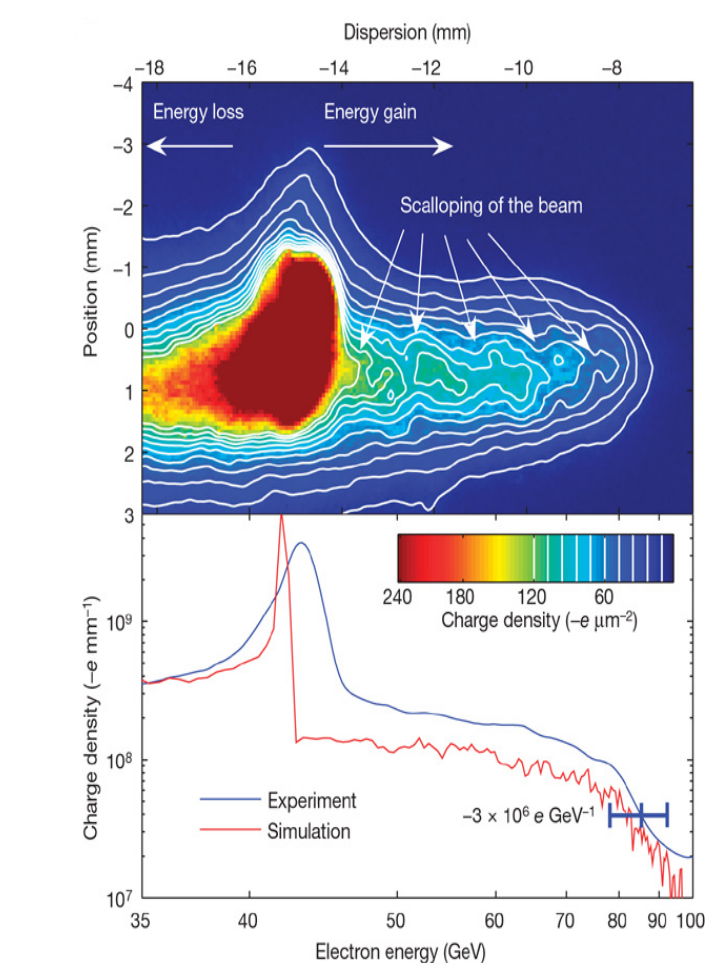 Dispersion (mm)
−18 −16 −14 −12 −10 −8
−4
Energy loss Energy gain
−3
−2
Scalloping of the beam
−1
Position (mm)
0
1
2
3
240 180 120 60
Charge density (−e μm⁻²)
10⁹
Charge density (−e mm⁻¹)
10⁸
Experiment
−3 × 10⁶ e GeV⁻¹
Simulation
10⁷
35 40 50 60 70 80 90 100
Electron energy (GeV)